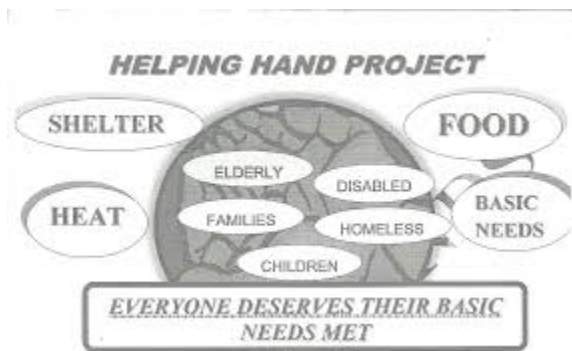 HELPING HAND PROJECT
SHELTER
FOOD
ELDERLY
DISABLED
HEAT
FAMILIES
HOMELESS
BASIC
NEEDS
CHILDREN
EVERYONE DESERVES THEIR BASIC
NEEDS MET